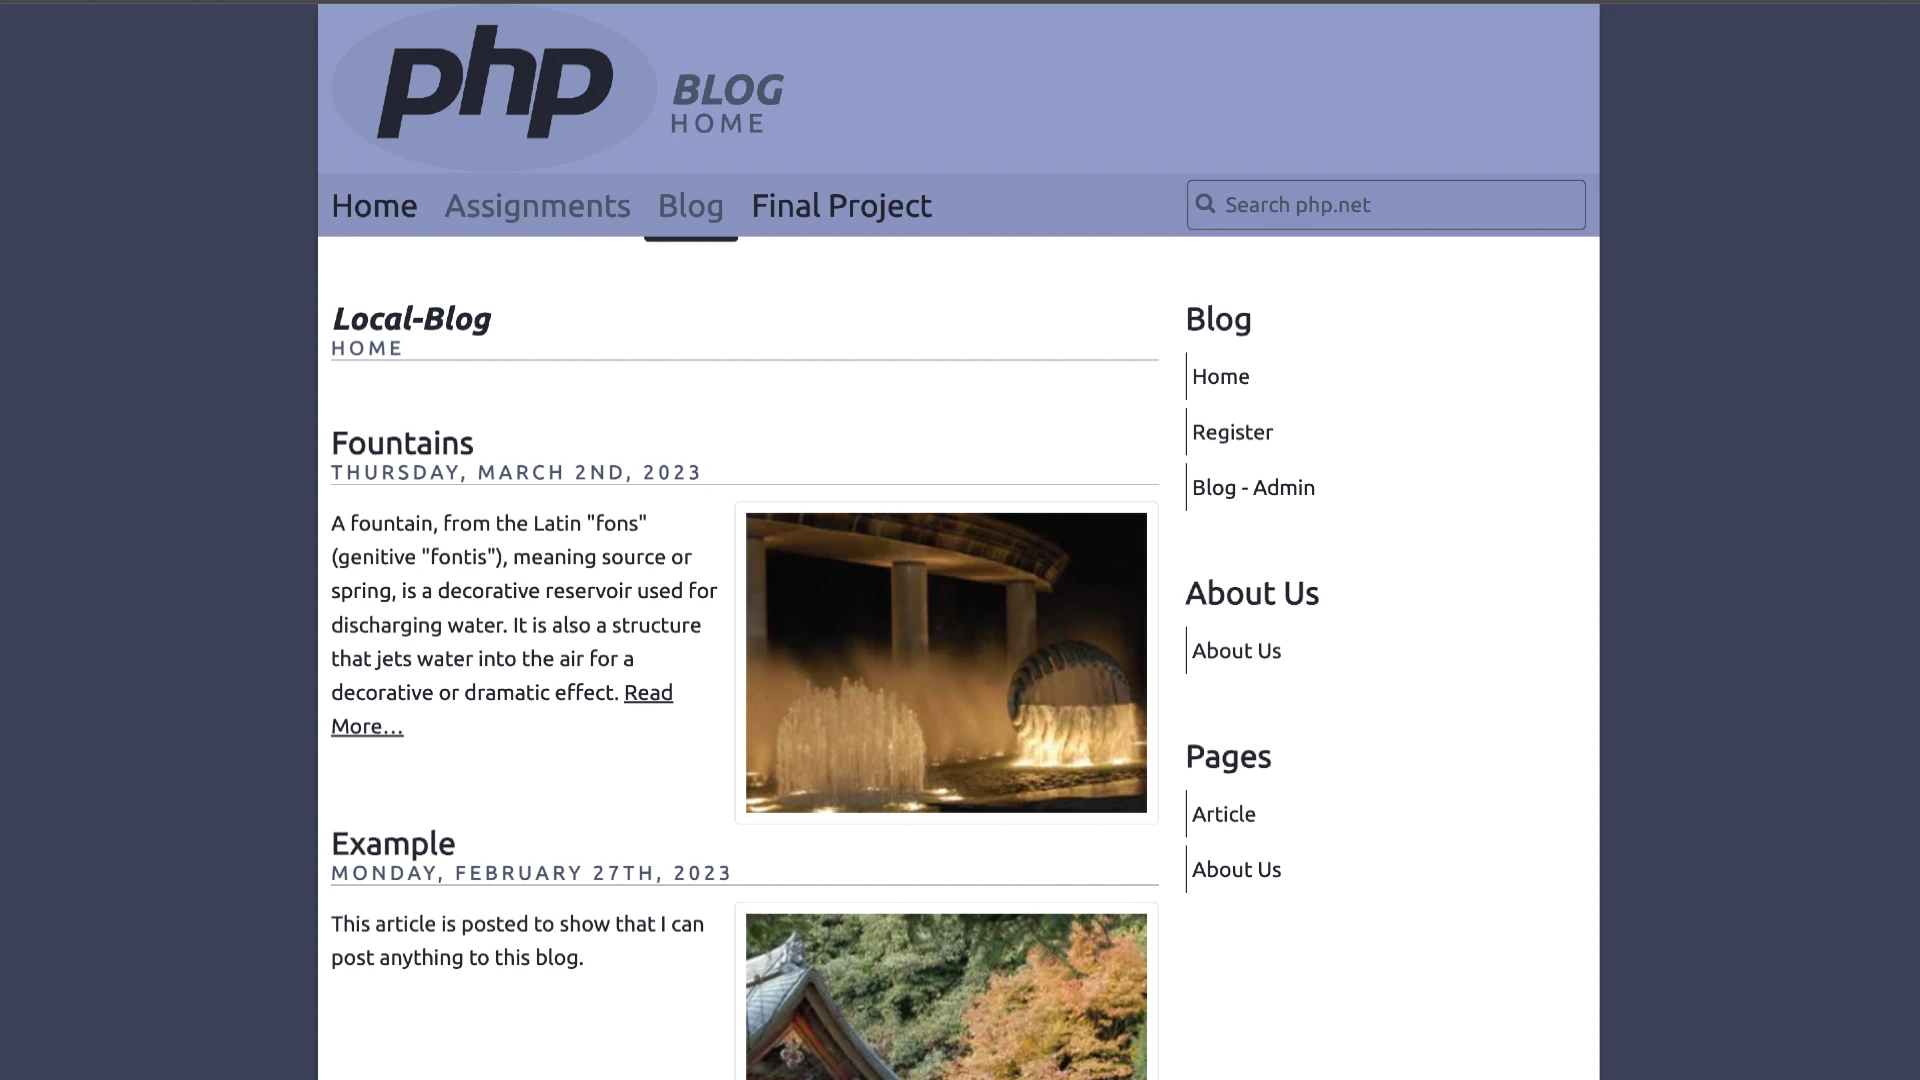 php
BLOG
HOME
Home Assignments Blog Final Project
Search php.net
Local-Blog
HOME
Fountains
THURSDAY, MARCH 2ND, 2023
A fountain, from the Latin "fons"
(genitive "fontis"), meaning source or
spring, is a decorative reservoir used for
discharging water. It is also a structure
that jets water into the air for a
decorative or dramatic effect. Read
More…
Example
MONDAY, FEBRUARY 27TH, 2023
This article is posted to show that I can
post anything to this blog.
Blog
Home
Register
Blog - Admin
About Us
About Us
Pages
Article
About Us